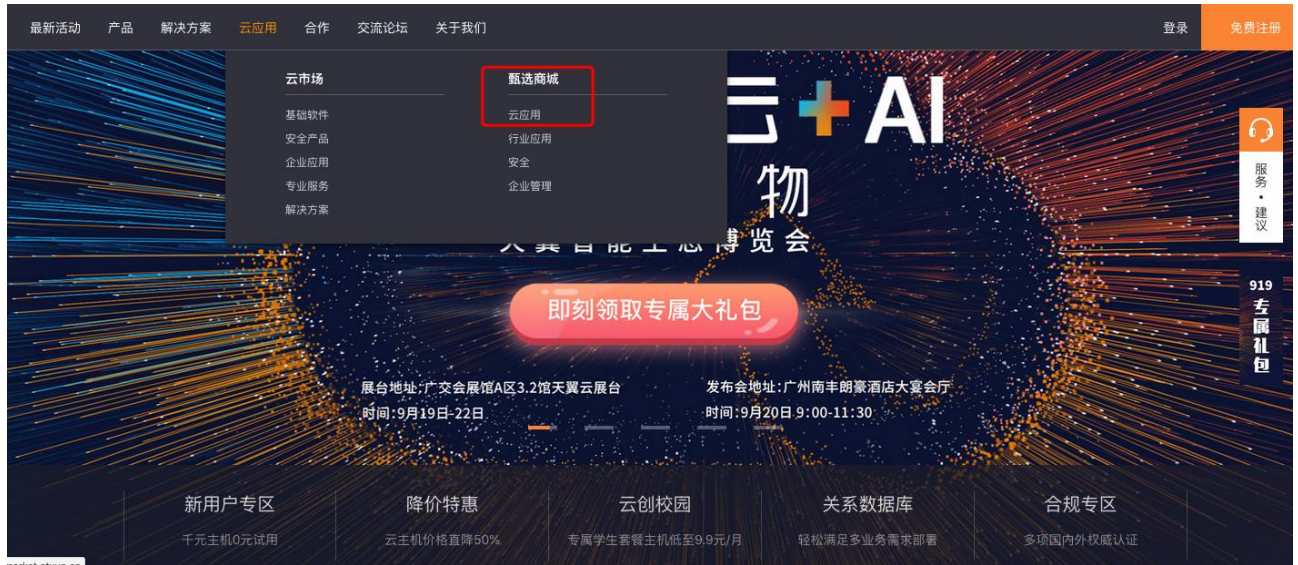 最新活动 产品 解决方案 云应用 合作 交流论坛 关于我们 登录 免费注册
云市场
基础软件
安全产品
企业应用
专业服务
解决方案
甄选商城
云应用
行业应用
安全
企业管理
云+AI
物
博览会
即刻领取专属大礼包
展台地址:广交会展馆A区3.2馆天翼云展台
时间:9月19日-22日
发布会地址:广州南丰朗豪酒店大宴会厅
时间:9月20日 9:00-11:30
服务·建议
919
专属礼包
新用户专区
千元主机0元试用
降价特惠
云主机价格直降50%
云创校园
专属学生套餐主机低至9.9元/月
关系数据库
轻松满足多业务需求部署
合规专区
多项国内外权威认证